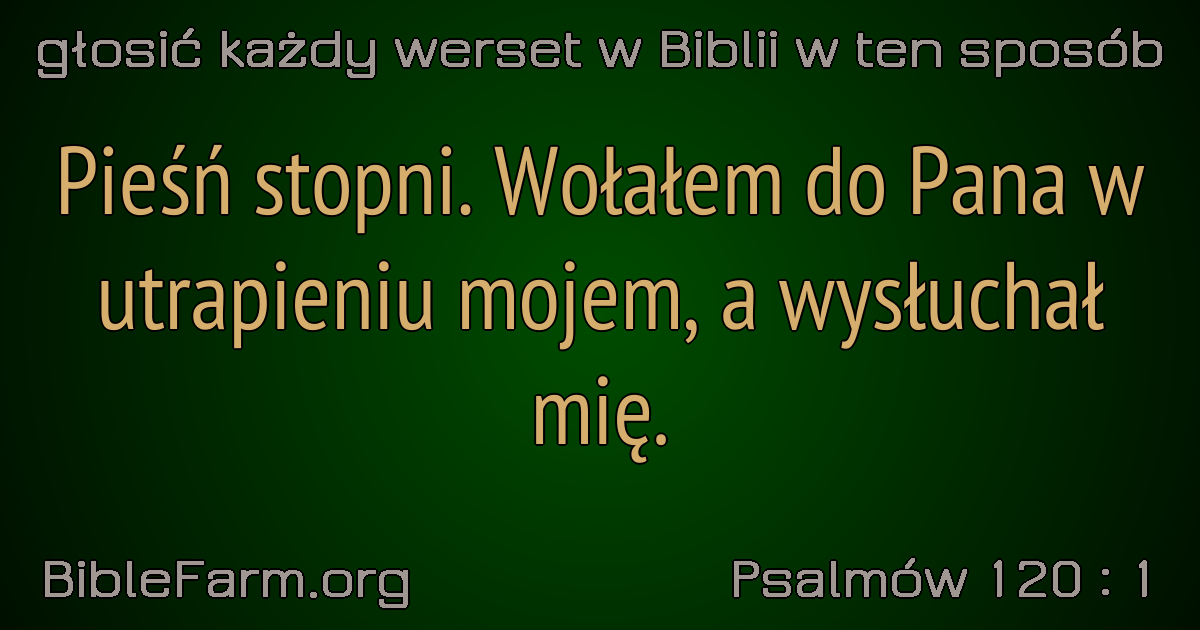 głosić każdy werset w Biblii w ten sposób
Pieśń stopni. Wołałem do Pana w
utrapieniu mojem, a wysłuchał
mię.
BibleFarm.org
Psalmów 120 : 1